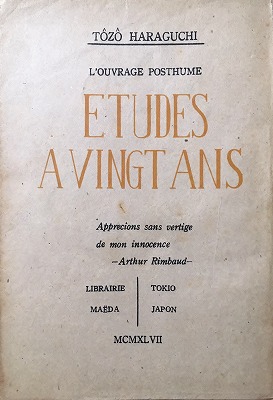 TÔZÔ HARAGUCHI
L'OUVRAGE POSTHUME
ETUDES
A VINGT ANS
Apprecions sans vertige
de mon innocence
—Arthur Rimbaud—
LIBRAIRIE TOKIO
MAËDA JAPON
MCMXLVII